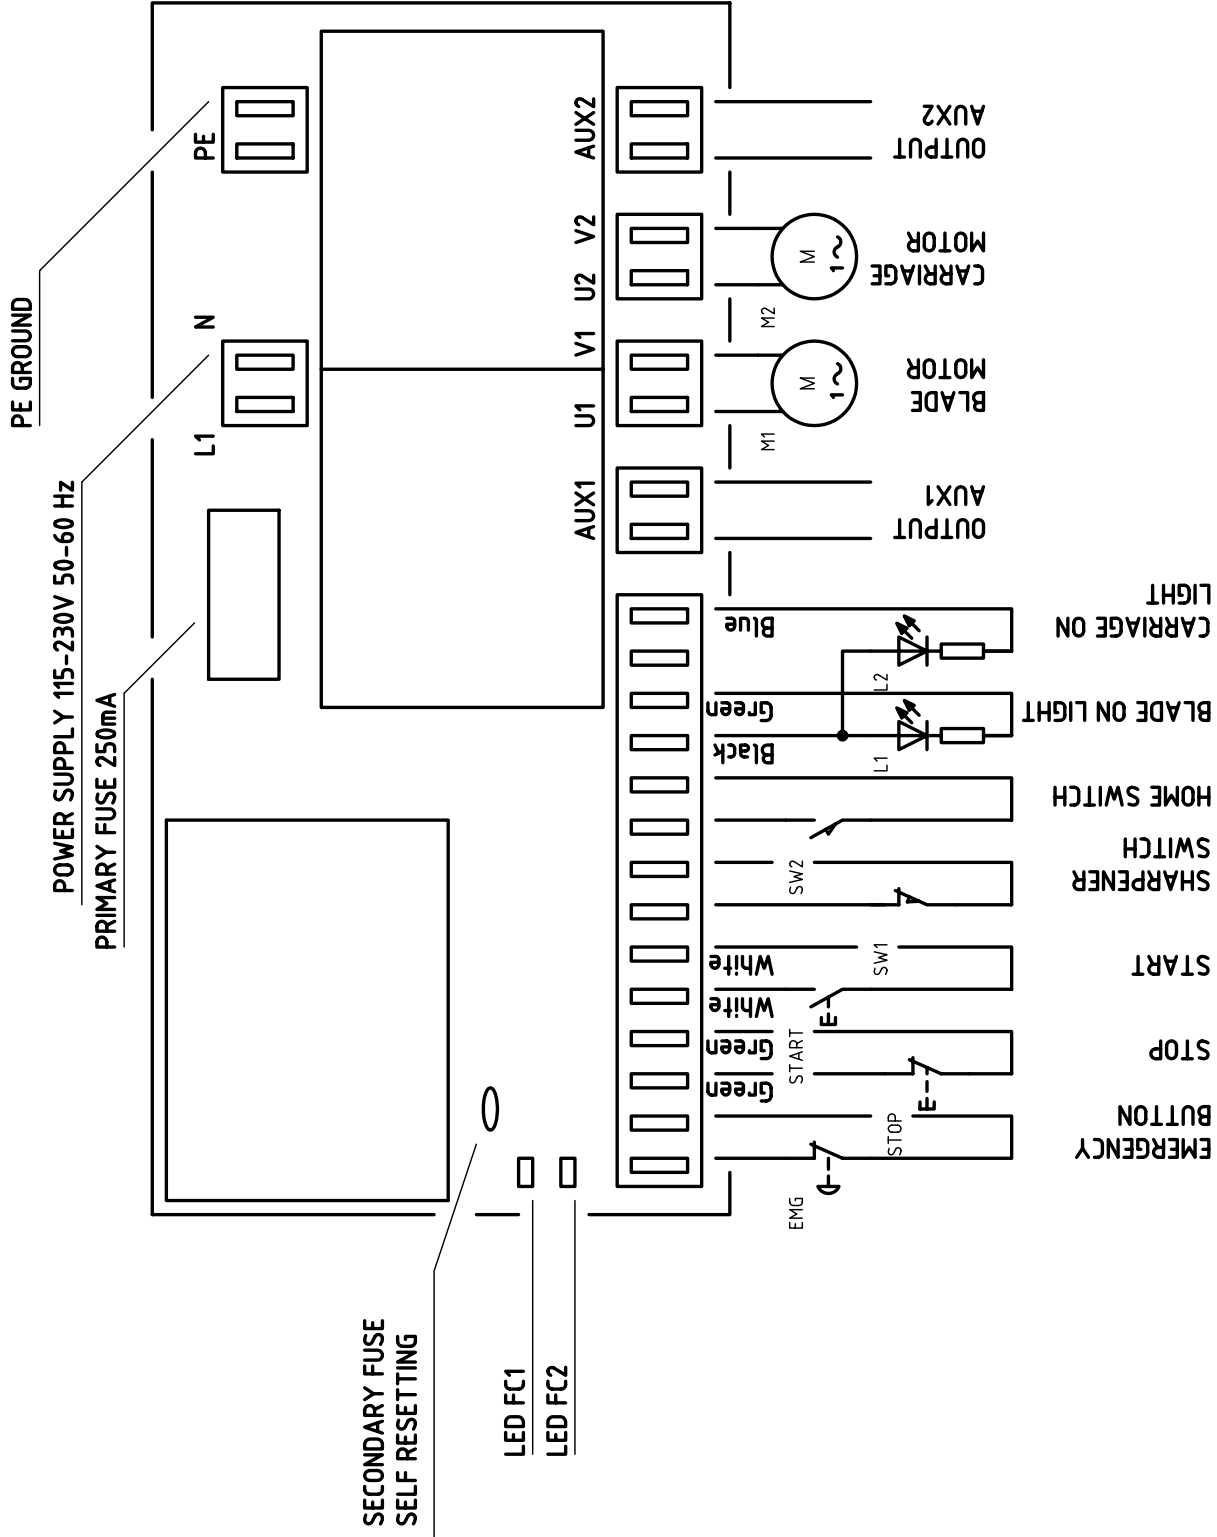 PE GROUND
POWER SUPPLY 115-230V 50-60 Hz
PRIMARY FUSE 250mA
PE
N
L1
SECONDARY FUSE
SELF RESETTING
LED FC1
LED FC2
AUX2
V2
U2
V1
U1
AUX1
OUTPUT
AUX2
CARRIAGE
MOTOR
M2
M
1~
BLADE
MOTOR
M1
M
1~
OUTPUT
AUX1
Blue
Green
Black
White
White
Green
Green
L2
L1
SW2
SW1
START
STOP
EMG
CARRIAGE ON
LIGHT
BLADE ON LIGHT
HOME SWITCH
SHARPENER
SWITCH
START
STOP
EMERGENCY
BUTTON